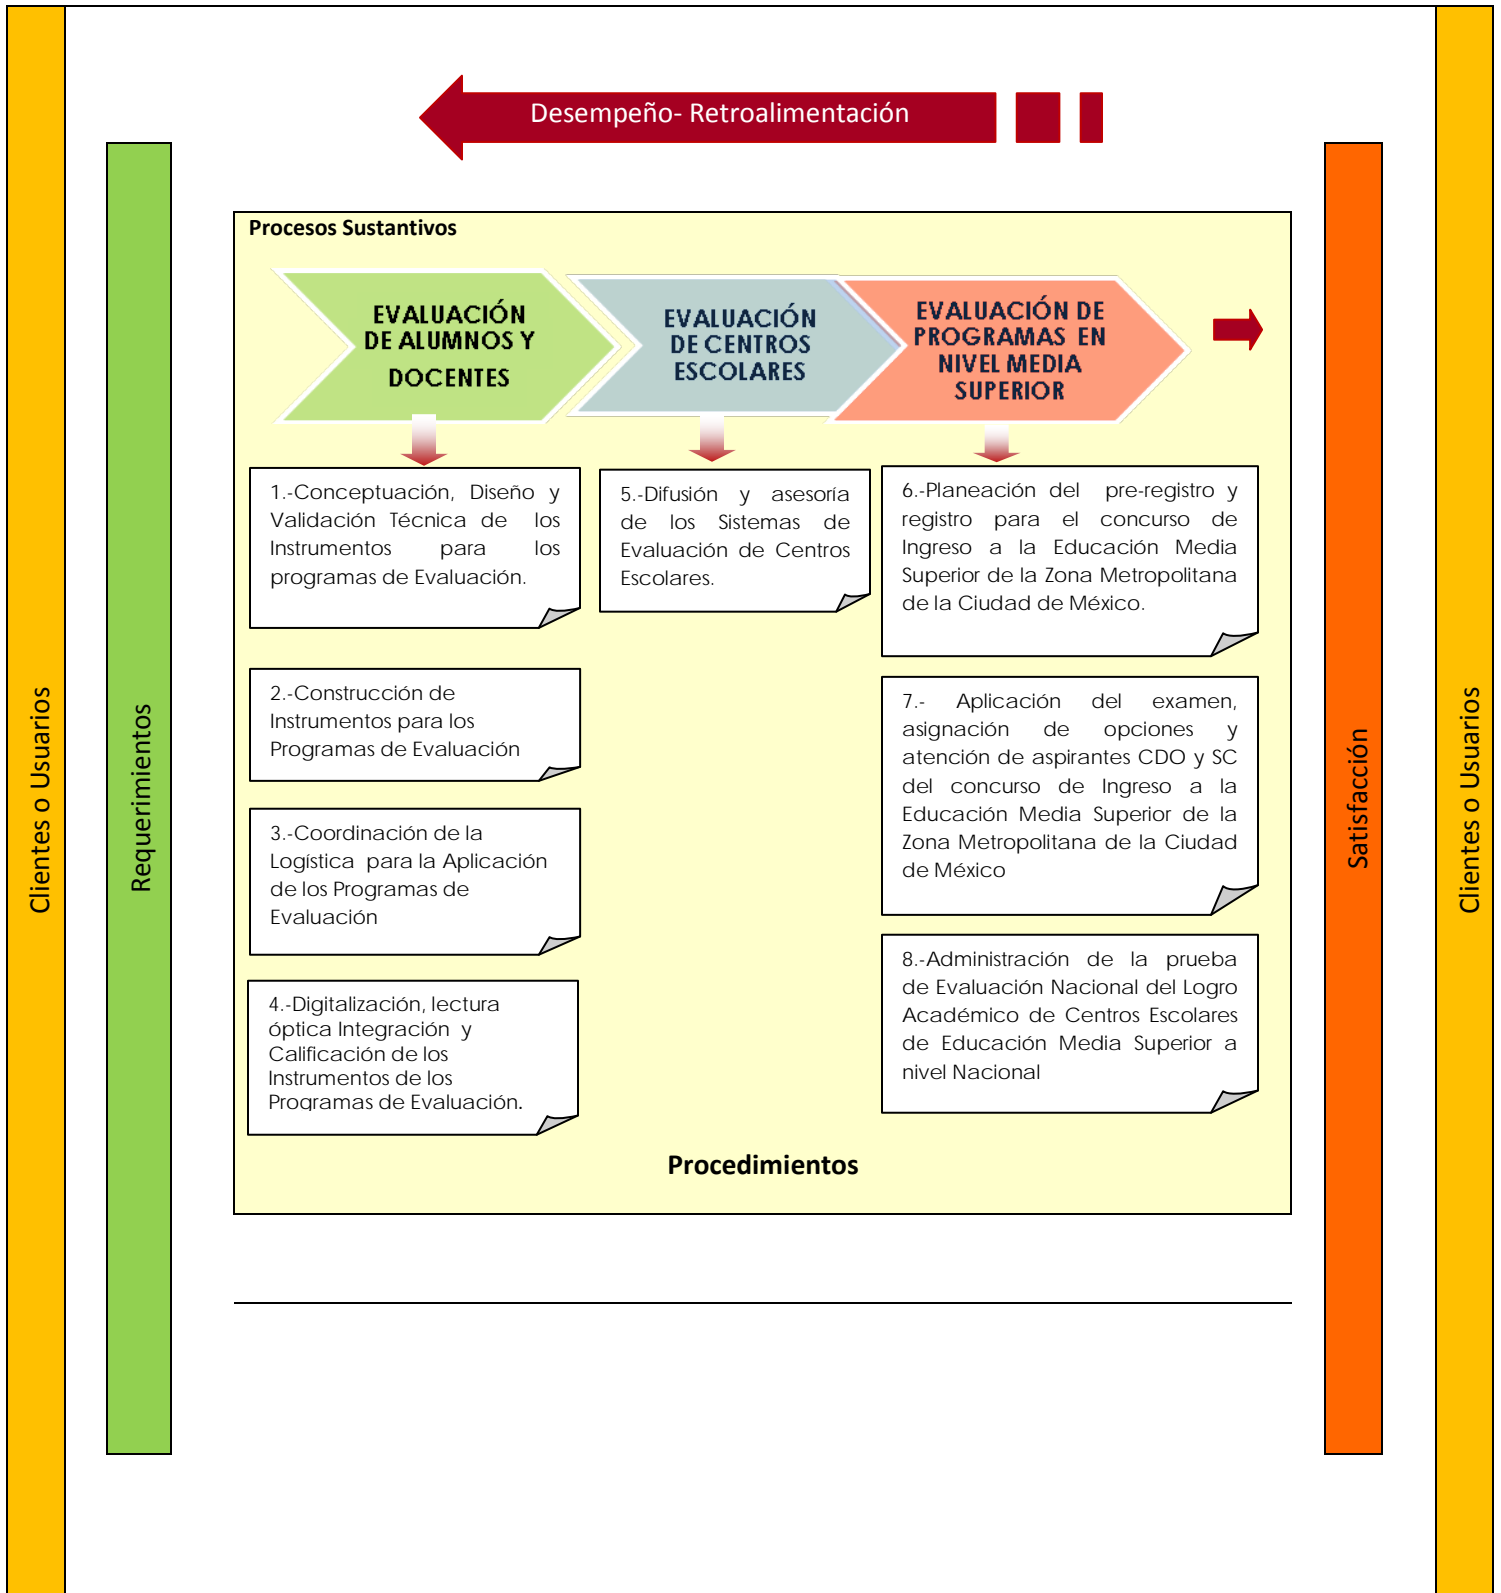 Desempeño- Retroalimentación
Clientes o Usuarios
Requerimientos
Procesos Sustantivos
EVALUACIÓN
DE ALUMNOS Y
DOCENTES
EVALUACIÓN
DE CENTROS
ESCOLARES
EVALUACIÓN DE
PROGRAMAS EN
NIVEL MEDIA
SUPERIOR
1.-Conceptuación, Diseño y
Validación Técnica de los
Instrumentos para los
programas de Evaluación.
2.-Construcción de
Instrumentos para los
Programas de Evaluación
3.-Coordinación de la
Logística para la Aplicación
de los Programas de
Evaluación
4.-Digitalización, lectura
óptica Integración y
Calificación de los
Instrumentos de los
Programas de Evaluación.
5.-Difusión y asesoría
de los Sistemas de
Evaluación de Centros
Escolares.
6.-Planeación del pre-registro y
registro para el concurso de
Ingreso a la Educación Media
Superior de la Zona Metropolitana
de la Ciudad de México.
7.- Aplicación del examen,
asignación de opciones y
atención de aspirantes CDO y SC
del concurso de Ingreso a la
Educación Media Superior de la
Zona Metropolitana de la Ciudad
de México
8.-Administración de la prueba
de Evaluación Nacional del Logro
Académico de Centros Escolares
de Educación Media Superior a
nivel Nacional
Procedimientos
Satisfacción
Clientes o Usuarios